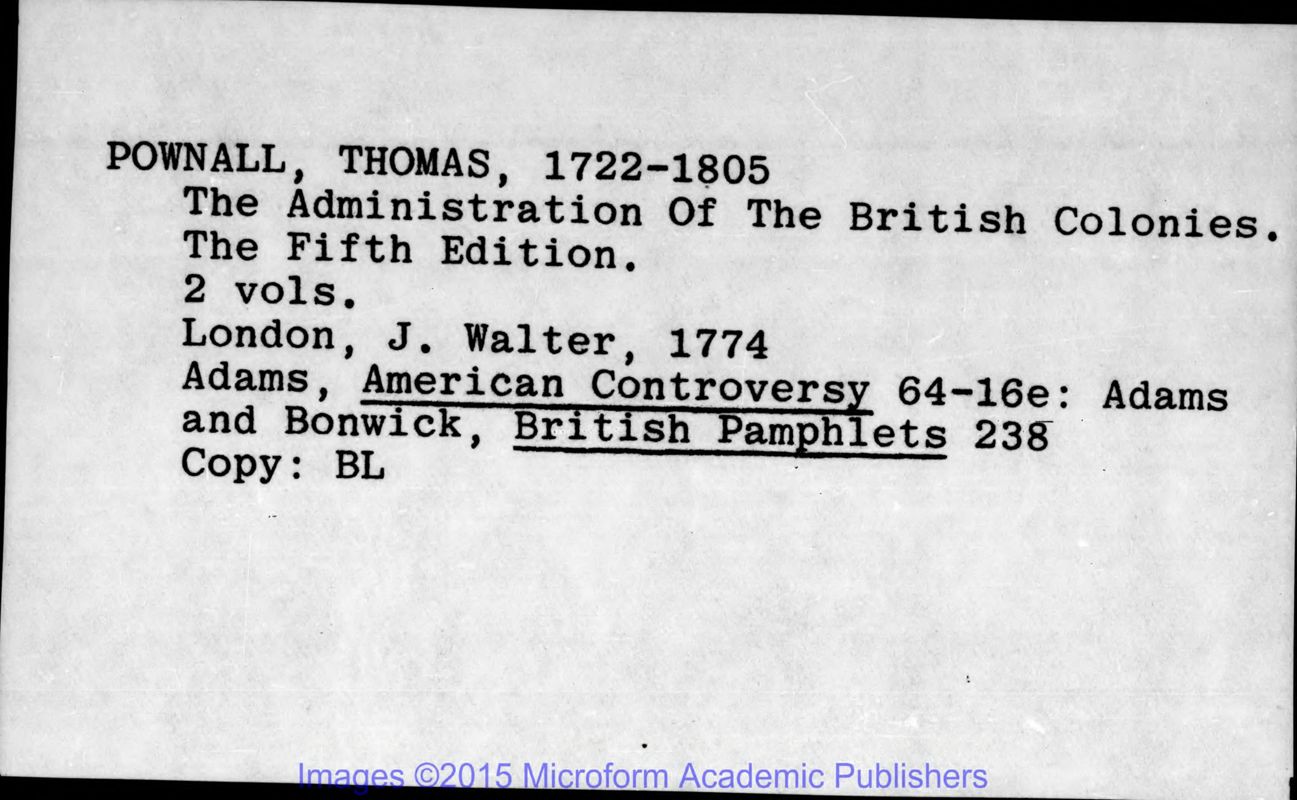 POWNALL, THOMAS, 1722-1805
The Administration Of The British Colonies.
The Fifth Edition.
2 vols.
London, J. Walter, 1774
Adams, American Controversy 64-16e: Adams
and Bonwick, British Pamphlets 238
Copy: BL
Images ©2015 Microform Academic Publishers